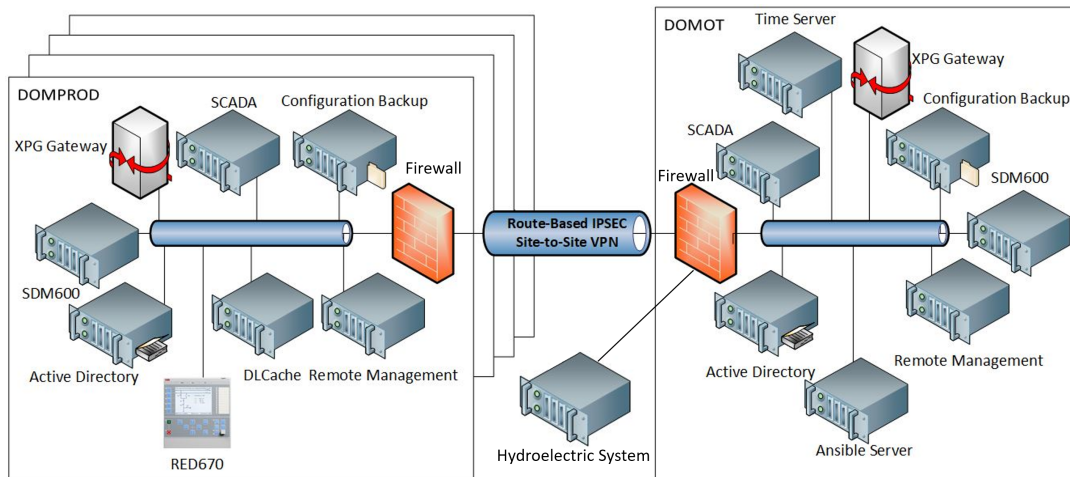 DOMPROD
SCADA
Configuration Backup
XPG Gateway
Firewall
SDM600
Active Directory
DLCache
Remote Management
RED670
Route-Based IPSEC
Site-to-Site VPN
Hydroelectric System
DOMOT
Time Server
XPG Gateway
Configuration Backup
SCADA
Firewall
SDM600
Active Directory
Remote Management
Ansible Server